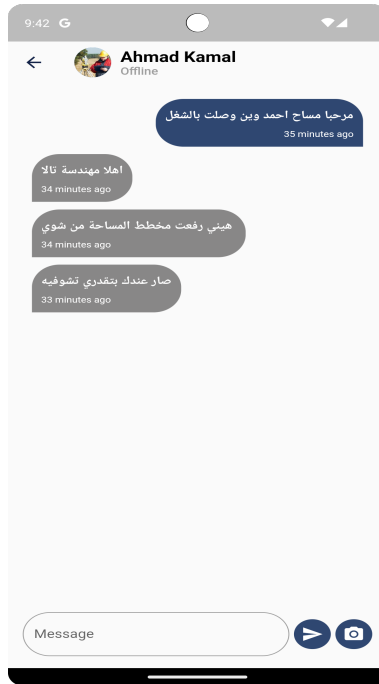 9:42 G
Ahmad Kamal
Offline
مرحبا مساح احمد وين وصلت بالشغل
35 minutes ago
اهلا مهندسة تالا
34 minutes ago
هيني رفعت مخطط المساحة من شوي
34 minutes ago
صار عندك بتقدري تشوفيه
33 minutes ago
Message